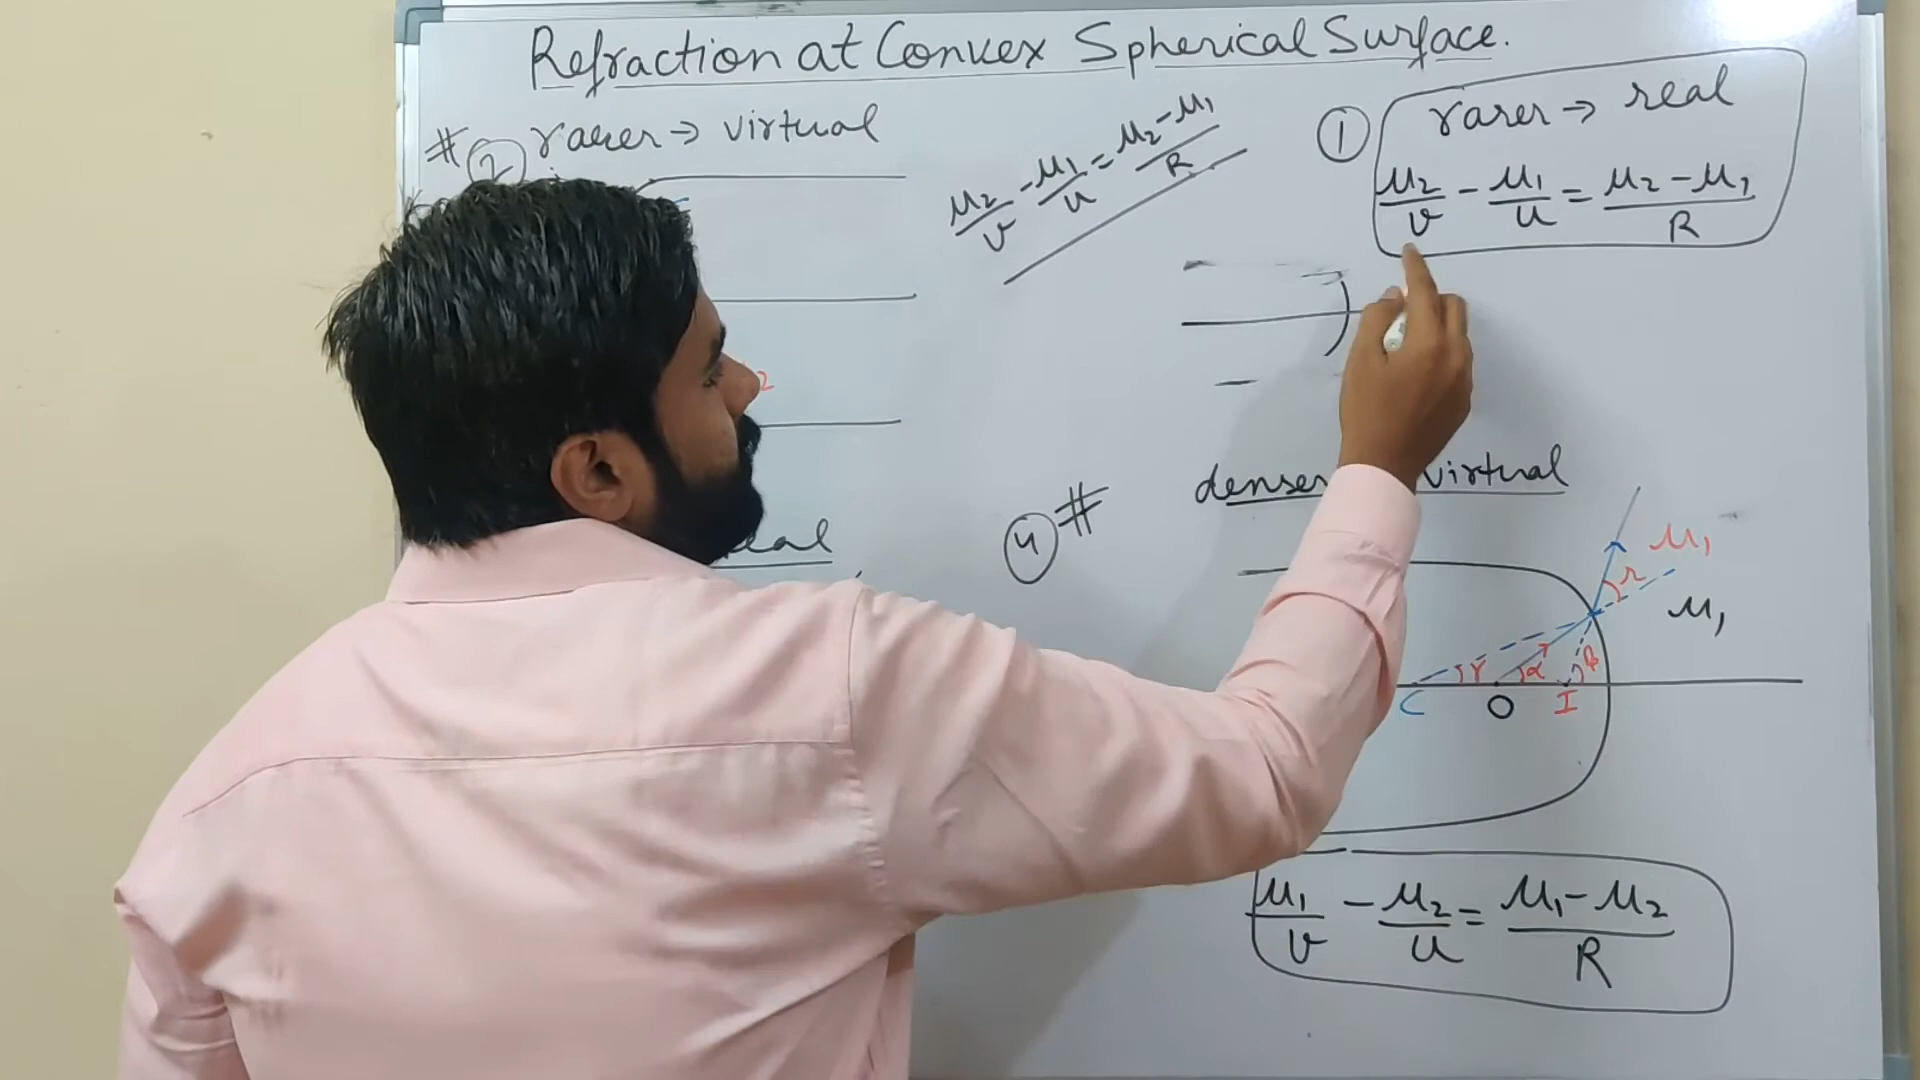 Refraction at Convex Spherical Surface.
# 2 rarer → virtual
μ₂/v - μ₁/u = μ₂-μ₁/R
1 rarer → real
μ₂/v - μ₁/u = μ₂-μ₁/R
2
4 # denser virtual
μ₁
r
μ₁
γ α β
C O I
μ₁/v - μ₂/u = μ₁-μ₂/R